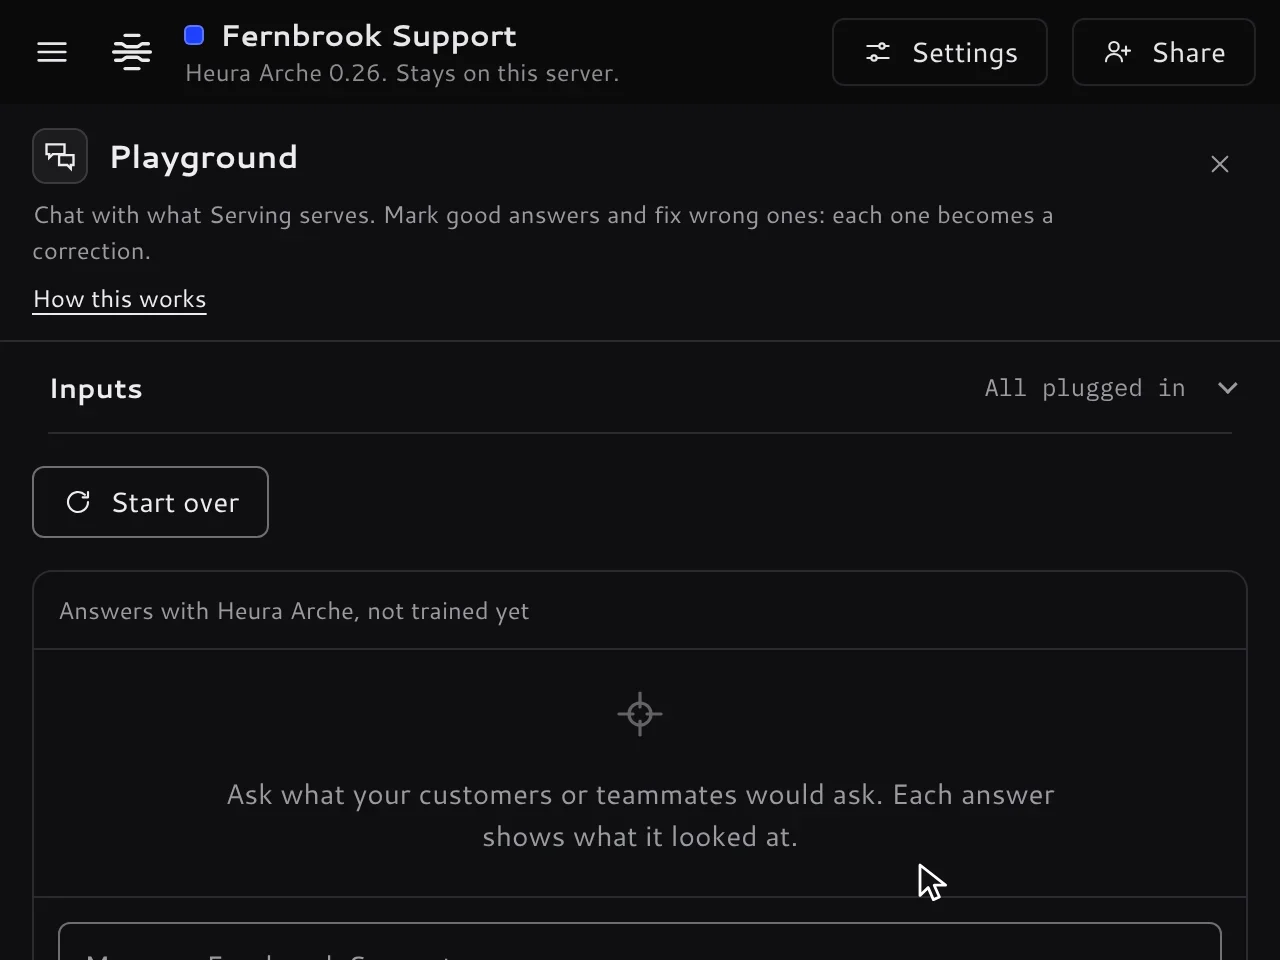 Fernbrook Support
Heura Arche 0.26. Stays on this server.
Settings
Share
Playground
Chat with what Serving serves. Mark good answers and fix wrong ones: each one becomes a
correction.
How this works
Inputs
All plugged in
Start over
Answers with Heura Arche, not trained yet
Ask what your customers or teammates would ask. Each answer
shows what it looked at.